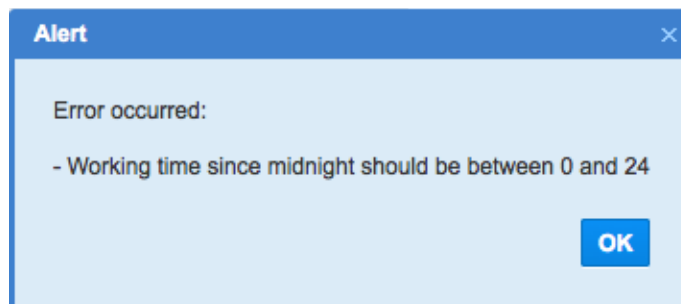 Alert
Error occurred:
- Working time since midnight should be between 0 and 24
OK